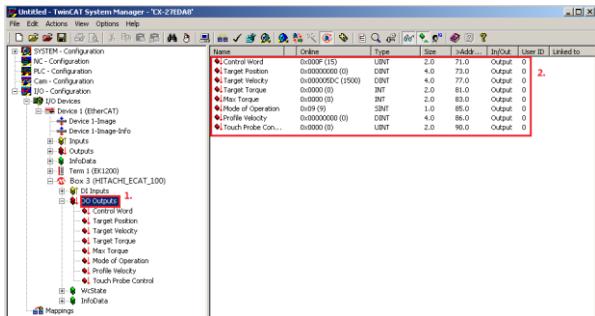 Untitled - TwinCAT System Manager - 'CX-27EDA8'
File Edit Actions View Options Help
SYSTEM - Configuration
NC - Configuration
PLC - Configuration
Cam - Configuration
I/O - Configuration
I/O Devices
Device 1 (EtherCAT)
Device 1-Image
Device 1-Image-Info
Inputs
Outputs
InfoData
Term 1 (EK1200)
Box 3 (HITACHI_ECAT_100)
DI Inputs
DO Outputs 1.
Control Word
Target Position
Target Velocity
Target Torque
Max Torque
Mode of Operation
Profile Velocity
Touch Probe Control
WcState
InfoData
Mappings
Name Online Type Size >Addr... In/Out User ID Linked to
Control Word 0x000F (15) UINT 2.0 71.0 Output 0
Target Position 0x00000000 (0) DINT 4.0 73.0 Output 0 2.
Target Velocity 0x000005DC (1500) DINT 4.0 77.0 Output 0
Target Torque 0x0000 (0) INT 2.0 81.0 Output 0
Max Torque 0x0000 (0) INT 2.0 83.0 Output 0
Mode of Operation 0x09 (9) SINT 1.0 85.0 Output 0
Profile Velocity 0x00000000 (0) DINT 4.0 86.0 Output 0
Touch Probe Con... 0x0000 (0) UINT 2.0 90.0 Output 0